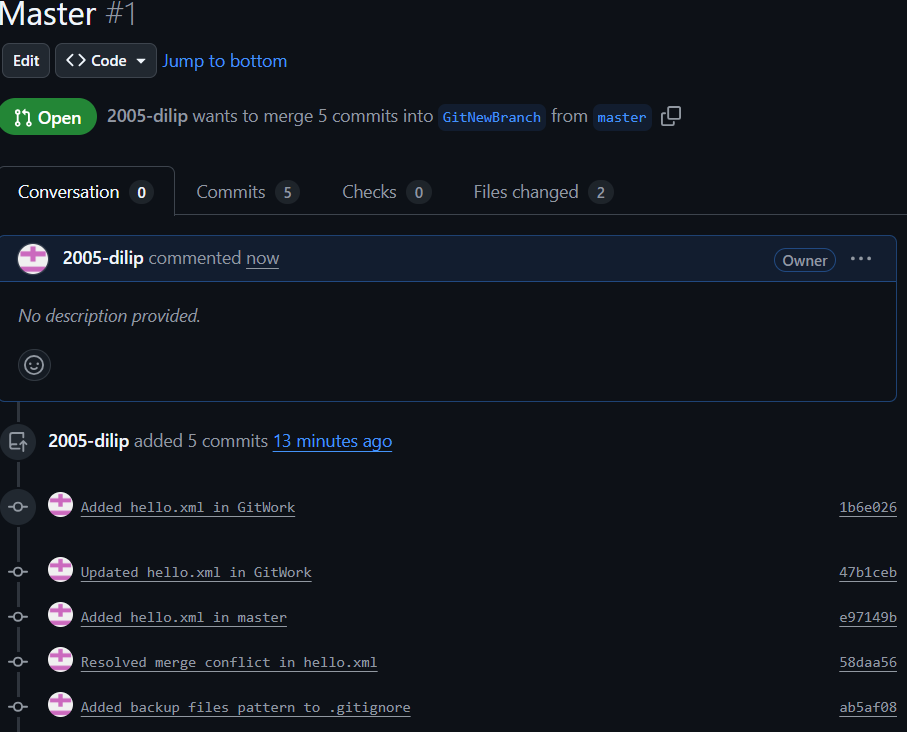 Master #1
Edit Code Jump to bottom
Open 2005-dilip wants to merge 5 commits into GitNewBranch from master
Conversation 0 Commits 5 Checks 0 Files changed 2
2005-dilip commented now Owner
No description provided.
2005-dilip added 5 commits 13 minutes ago
Added hello.xml in GitWork 1b6e026
Updated hello.xml in GitWork 47b1ceb
Added hello.xml in master e97149b
Resolved merge conflict in hello.xml 58daa56
Added backup files pattern to .gitignore ab5af08